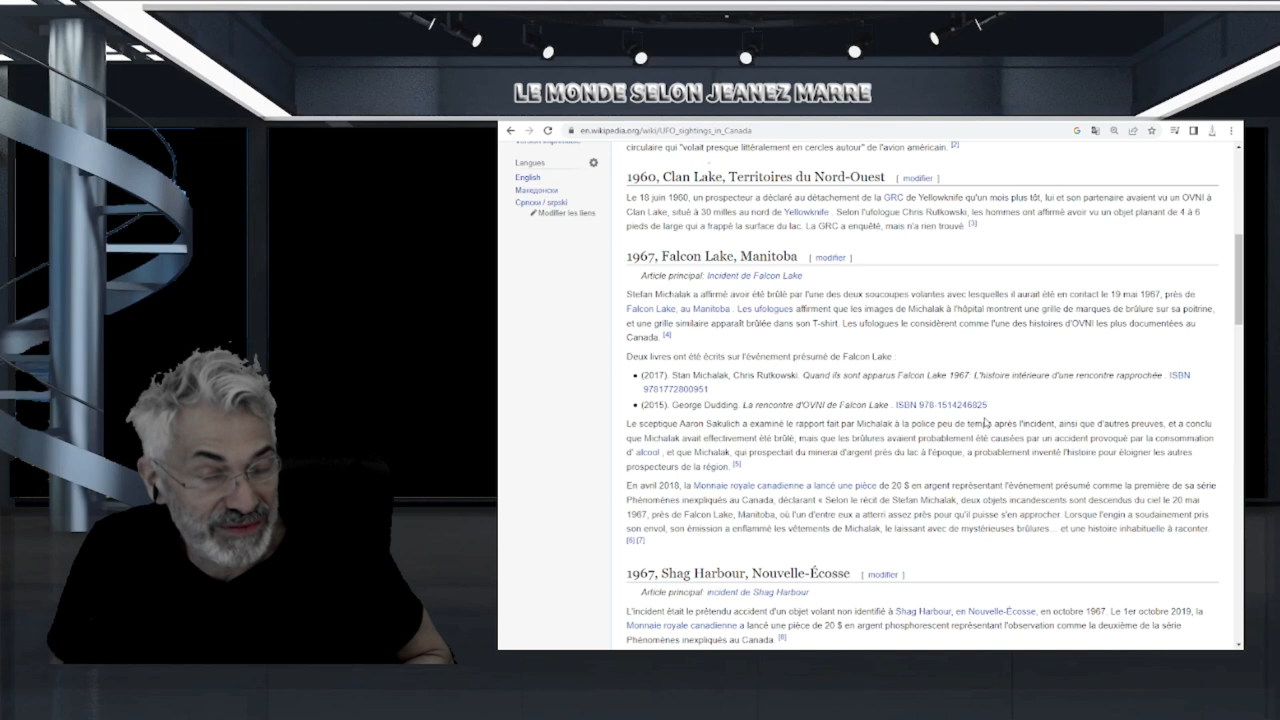 LE MONDE SELON JEANEZ MARRE
en.wikipedia.org/wiki/UFO_sightings_in_Canada
Version imprimable
Langues
English
Македонски
Српски / srpski
Modifier les liens
circulaire qui "volait presque littéralement en cercles autour" de l'avion américain. [2]
1960, Clan Lake, Territoires du Nord-Ouest [ modifier ]
Le 18 juin 1960, un prospecteur a déclaré au détachement de la GRC de Yellowknife qu'un mois plus tôt, lui et son partenaire avaient vu un OVNI à
Clan Lake, situé à 30 milles au nord de Yellowknife . Selon l'ufologue Chris Rutkowski, les hommes ont affirmé avoir vu un objet planant de 4 à 6
pieds de large qui a frappé la surface du lac. La GRC a enquêté, mais n'a rien trouvé. [3]
1967, Falcon Lake, Manitoba [ modifier ]
Article principal: Incident de Falcon Lake
Stefan Michalak a affirmé avoir été brûlé par l'une des deux soucoupes volantes avec lesquelles il aurait été en contact le 19 mai 1967, près de
Falcon Lake, au Manitoba . Les ufologues affirment que les images de Michalak à l'hôpital montrent une grille de marques de brûlure sur sa poitrine,
et une grille similaire apparaît brûlée dans son T-shirt. Les ufologues le considèrent comme l'une des histoires d'OVNI les plus documentées au
Canada. [4]
Deux livres ont été écrits sur l'événement présumé de Falcon Lake :
• (2017). Stan Michalak, Chris Rutkowski. Quand ils sont apparus Falcon Lake 1967: L'histoire intérieure d'une rencontre rapprochée . ISBN
9781772800951
• (2015). George Dudding. La rencontre d'OVNI de Falcon Lake . ISBN 978-1514246825
Le sceptique Aaron Sakulich a examiné le rapport fait par Michalak à la police peu de temps après l'incident, ainsi que d'autres preuves, et a conclu
que Michalak avait effectivement été brûlé, mais que les brûlures avaient probablement été causées par un accident provoqué par la consommation
d' alcool , et que Michalak, qui prospectait du minerai d'argent près du lac à l'époque, a probablement inventé l'histoire pour éloigner les autres
prospecteurs de la région. [5]
En avril 2018, la Monnaie royale canadienne a lancé une pièce de 20 $ en argent représentant l'événement présumé comme la première de sa série
Phénomènes inexpliqués au Canada, déclarant « Selon le récit de Stefan Michalak, deux objets incandescents sont descendus du ciel le 20 mai
1967, près de Falcon Lake, Manitoba, où l'un d'entre eux a atterri assez près pour qu'il puisse s'en approcher. Lorsque l'engin a soudainement pris
son envol, son émission a enflammé les vêtements de Michalak, le laissant avec de mystérieuses brûlures... et une histoire inhabituelle à raconter.
[6] [7]
1967, Shag Harbour, Nouvelle-Écosse [ modifier ]
Article principal: incident de Shag Harbour
L'incident était le prétendu accident d'un objet volant non identifié à Shag Harbour, en Nouvelle-Écosse, en octobre 1967. Le 1er octobre 2019, la
Monnaie royale canadienne a lancé une pièce de 20 $ en argent phosphorescent représentant l'observation comme la deuxième de la série
Phénomènes inexpliqués au Canada. [8]